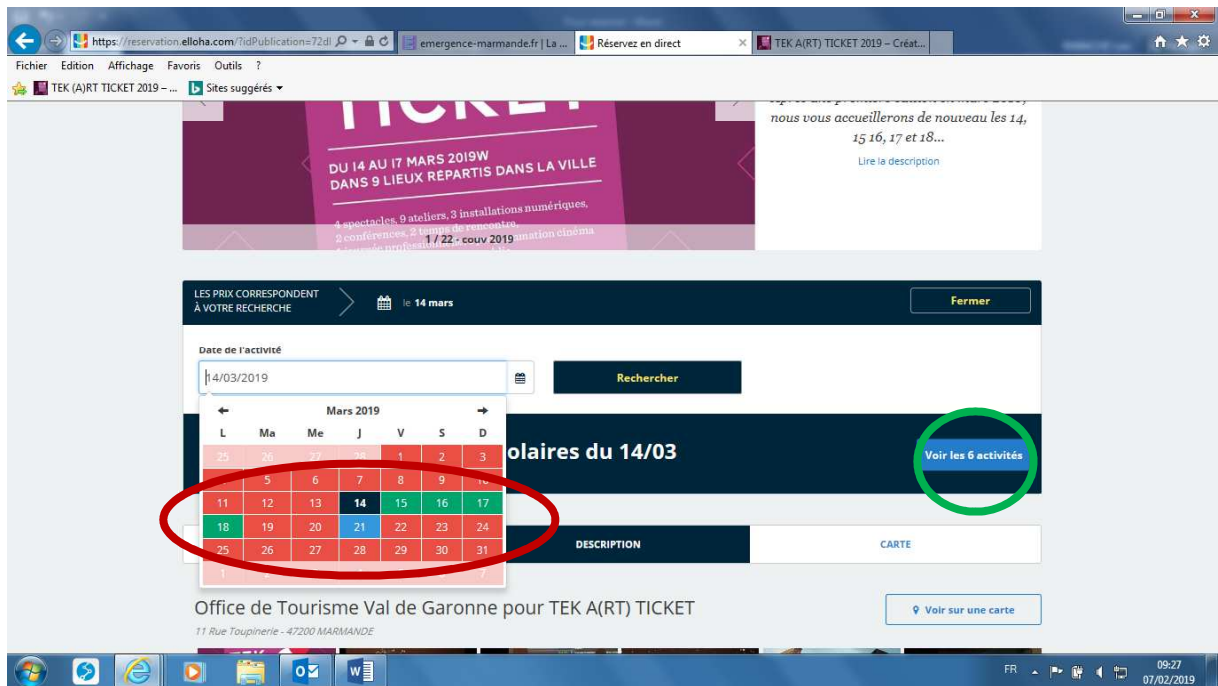 https://reservation.elloha.com/?idPublication=72dl
emergence-marmande.fr | La ...
Réservez en direct
TEK A(RT) TICKET 2019 – Créat...
Fichier Edition Affichage Favoris Outils ?
TEK (A)RT TICKET 2019 – ...
Sites suggérés
TICKET
DU 14 AU 17 MARS 2019W
DANS 9 LIEUX RÉPARTIS DANS LA VILLE
4 spectacles, 9 ateliers, 3 installations numériques,
2 conférences, 2 temps de rencontre,
1 / 22 - couv 2019
nous vous accueillerons de nouveau les 14,
15 16, 17 et 18...
Lire la description
LES PRIX CORRESPONDENT
À VOTRE RECHERCHE
le 14 mars
Fermer
Date de l'activité
14/03/2019
Rechercher
Mars 2019
L Ma Me J V S D
25 26 27 28 1 2 3
5 6 7 8 9 10
11 12 13 14 15 16 17
18 19 20 21 22 23 24
25 26 27 28 29 30 31
olaires du 14/03
Voir les 6 activités
DESCRIPTION
CARTE
Office de Tourisme Val de Garonne pour TEK A(RT) TICKET
11 Rue Toupinerie - 47200 MARMANDE
Voir sur une carte
FR
09:27
07/02/2019